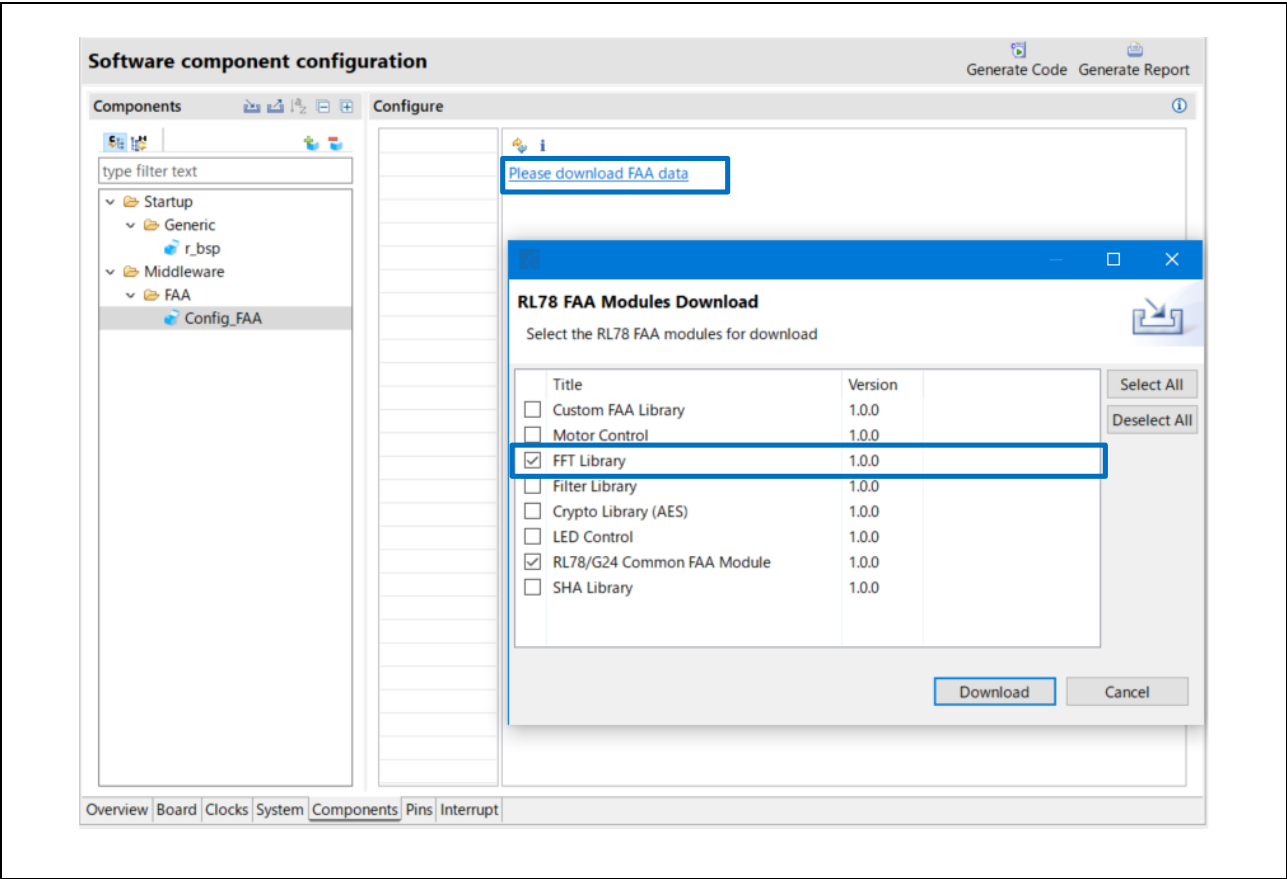 Software component configuration
Generate Code Generate Report
Components
Configure
type filter text
Startup
Generic
r_bsp
Middleware
FAA
Config_FAA
Please download FAA data
RL78 FAA Modules Download
Select the RL78 FAA modules for download
Title Version
Custom FAA Library 1.0.0
Motor Control 1.0.0
FFT Library 1.0.0
Filter Library 1.0.0
Crypto Library (AES) 1.0.0
LED Control 1.0.0
RL78/G24 Common FAA Module 1.0.0
SHA Library 1.0.0
Select All
Deselect All
Download Cancel
Overview Board Clocks System Components Pins Interrupt